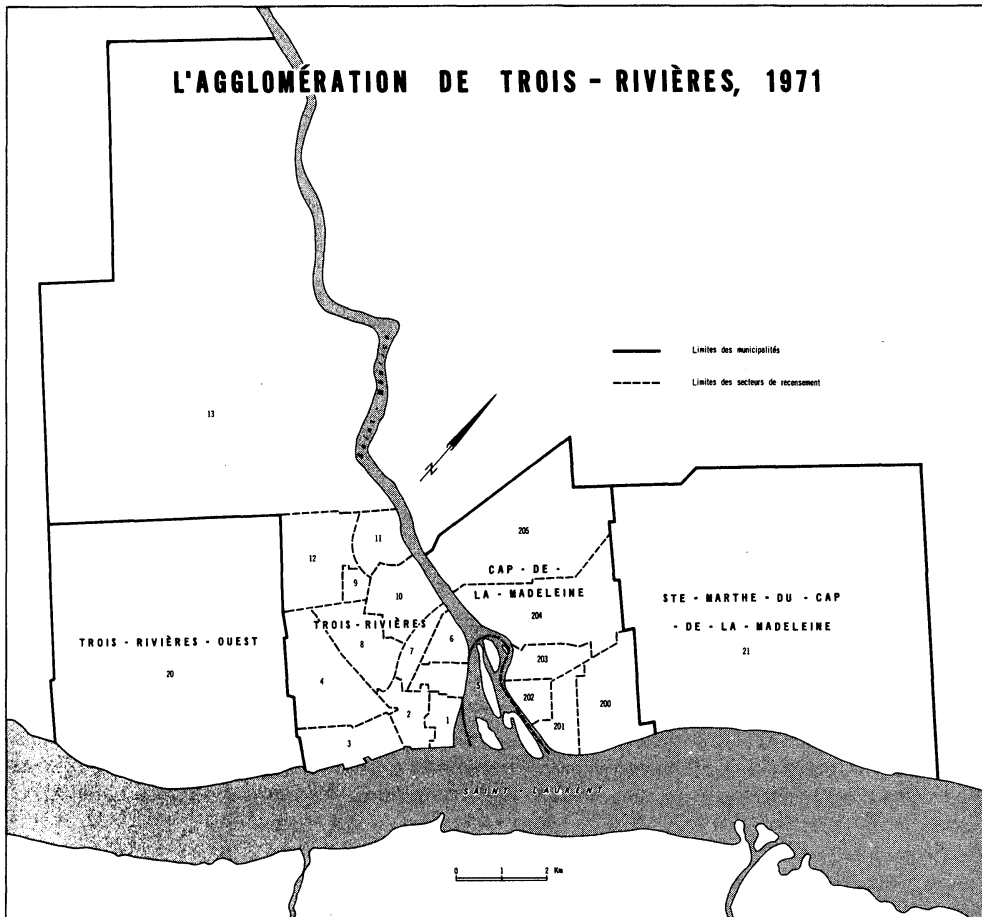 L'AGGLOMÉRATION DE TROIS - RIVIÈRES, 1971
Limites des municipalités
Limites des secteurs de recensement
13
N
205
11
12
CAP - DE -
9
LA - MADELEINE
10
STE - MARTHE - DU - CAP
204
TROIS - RIVIÈRES
- DE - LA - MADELEINE
TROIS - RIVIÈRES - OUEST
8
7
6
21
203
20
4
5
202
200
2
1
201
3
SAINT - LAURENT
0 1 2 Km